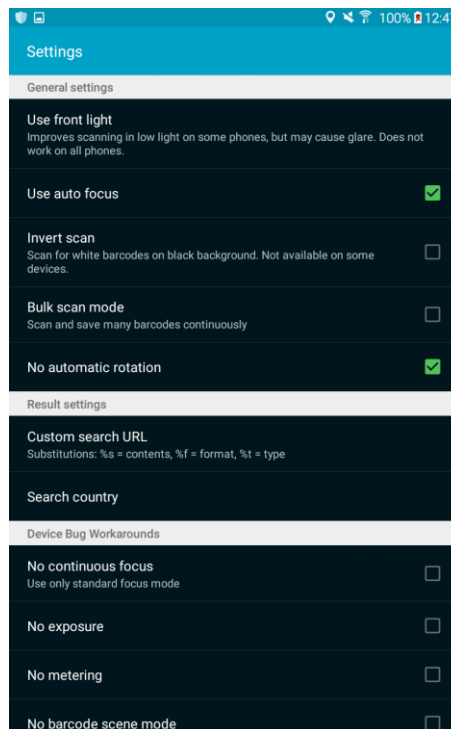 100% 12:4
Settings
General settings
Use front light
Improves scanning in low light on some phones, but may cause glare. Does not
work on all phones.
Use auto focus
Invert scan
Scan for white barcodes on black background. Not available on some
devices.
Bulk scan mode
Scan and save many barcodes continuously
No automatic rotation
Result settings
Custom search URL
Substitutions: %s = contents, %f = format, %t = type
Search country
Device Bug Workarounds
No continuous focus
Use only standard focus mode
No exposure
No metering
No barcode scene mode